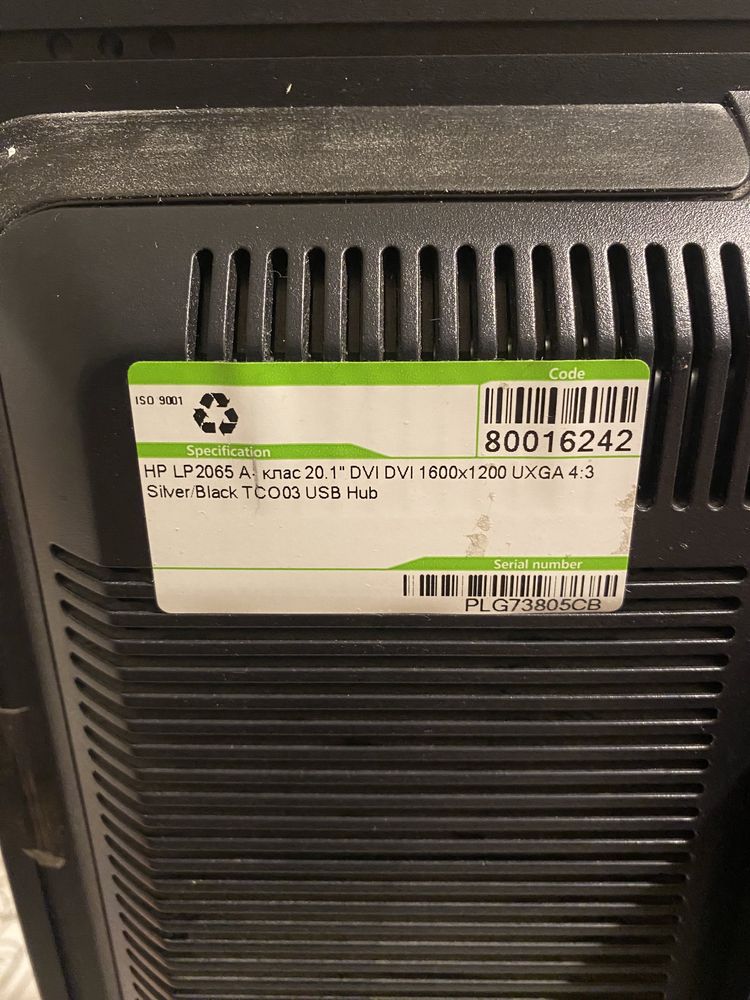 Code
ISO 9001
80016242
Specification
HP LP2065 A- клас 20.1" DVI DVI 1600x1200 UXGA 4:3
Silver/Black TCO03 USB Hub
Serial number
PLG73805CB